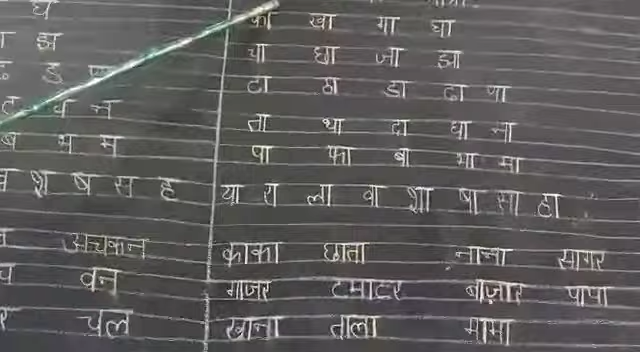 घ
का खा गा घा
झ चा छा जा झा
ढ टा ठा डा ढा णा
थ न ता था दा धा ना
ब भ म पा फा बा भा मा
श ष स ह या रा ला वा शा षा सा हा
अचकन काका छाता नाना सागर
वन गाजर टमाटर बाज़ार पापा
चल खाना ताला मामा